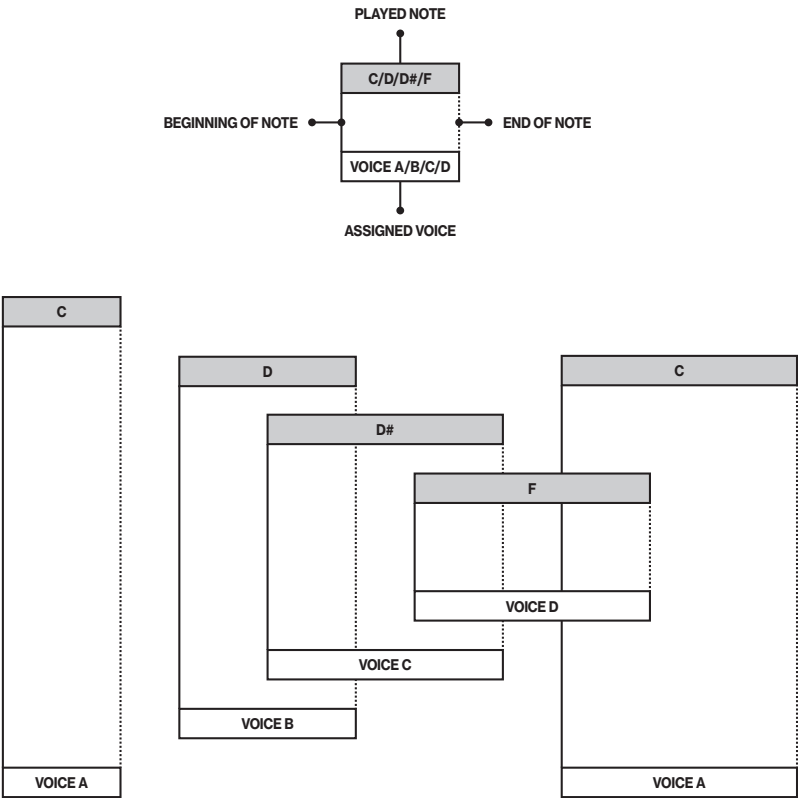 PLAYED NOTE
C/D/D#/F
BEGINNING OF NOTE
END OF NOTE
VOICE A/B/C/D
ASSIGNED VOICE
C
D
C
D#
F
VOICE D
VOICE C
VOICE B
VOICE A
VOICE A